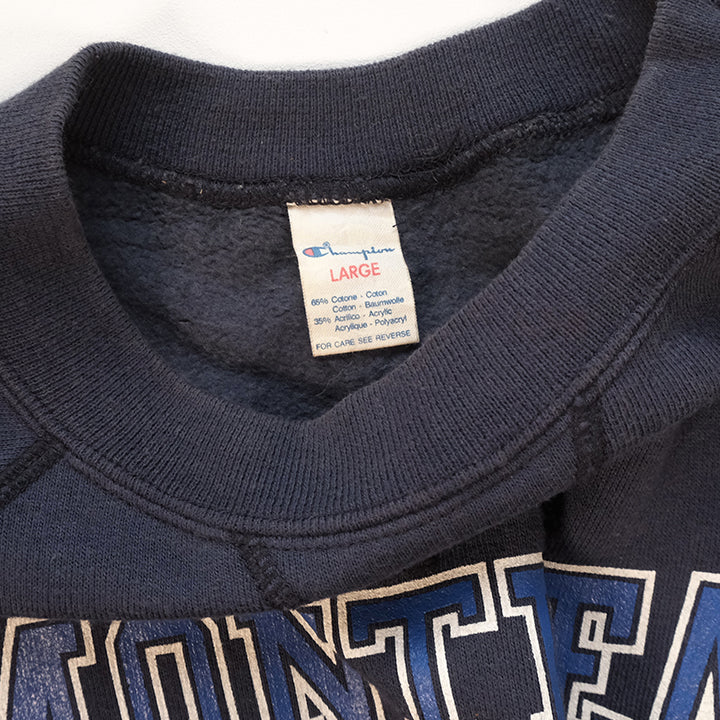 Champion®
LARGE
65% Cotone - Coton
Cotton - Baumwolle
35% Acrilico - Acrylic
Acrylique - Polyacryl
FOR CARE SEE REVERSE